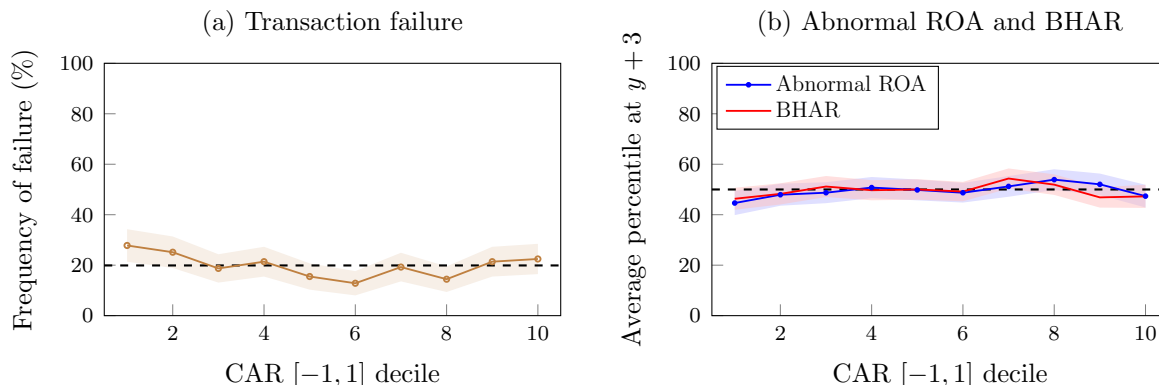 (a) Transaction failure
Frequency of failure (%)
100
80
60
40
20
0
2
4
6
8
10
CAR [−1, 1] decile
(b) Abnormal ROA and BHAR
Average percentile at y + 3
100
80
60
40
20
0
Abnormal ROA
BHAR
2
4
6
8
10
CAR [−1, 1] decile